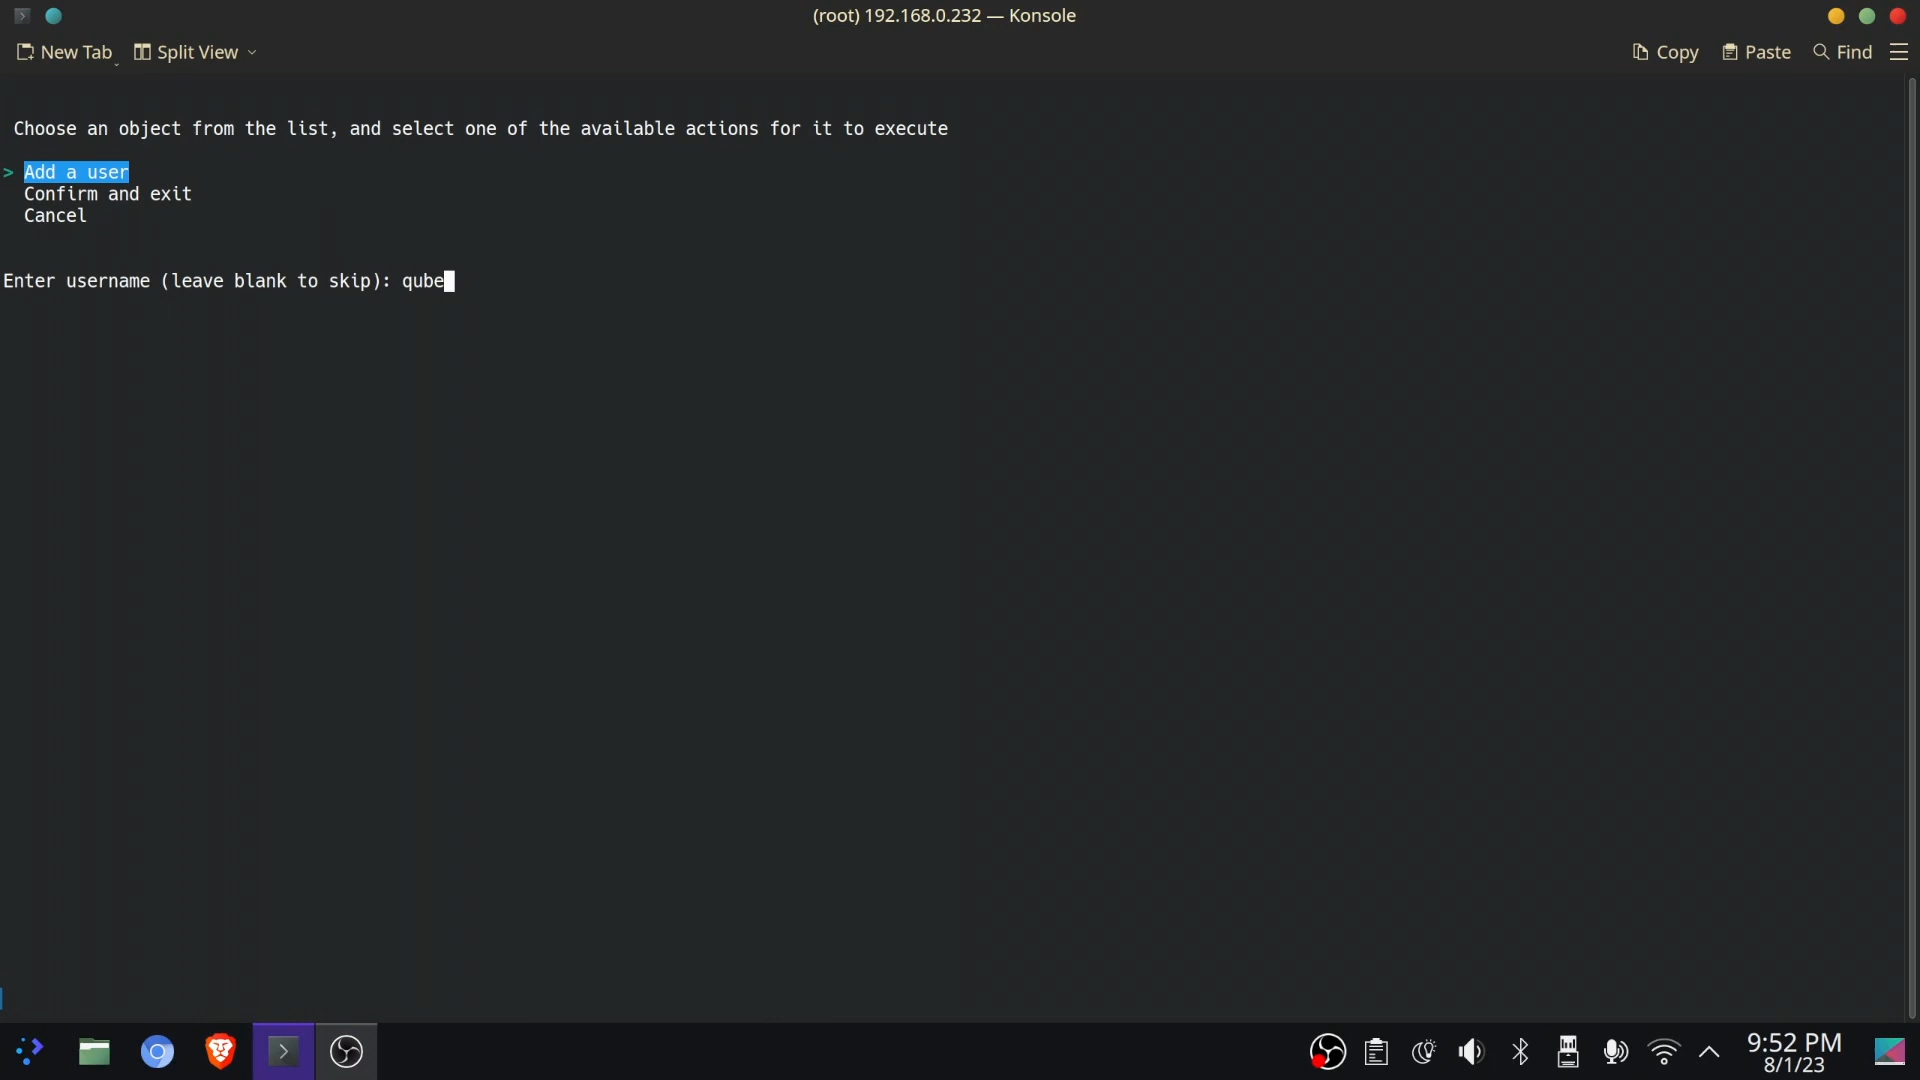 (root) 192.168.0.232 — Konsole
New Tab Split View Copy Paste Find
Choose an object from the list, and select one of the available actions for it to execute
> Add a user
Confirm and exit
Cancel
Enter username (leave blank to skip): qube
9:52 PM
8/1/23